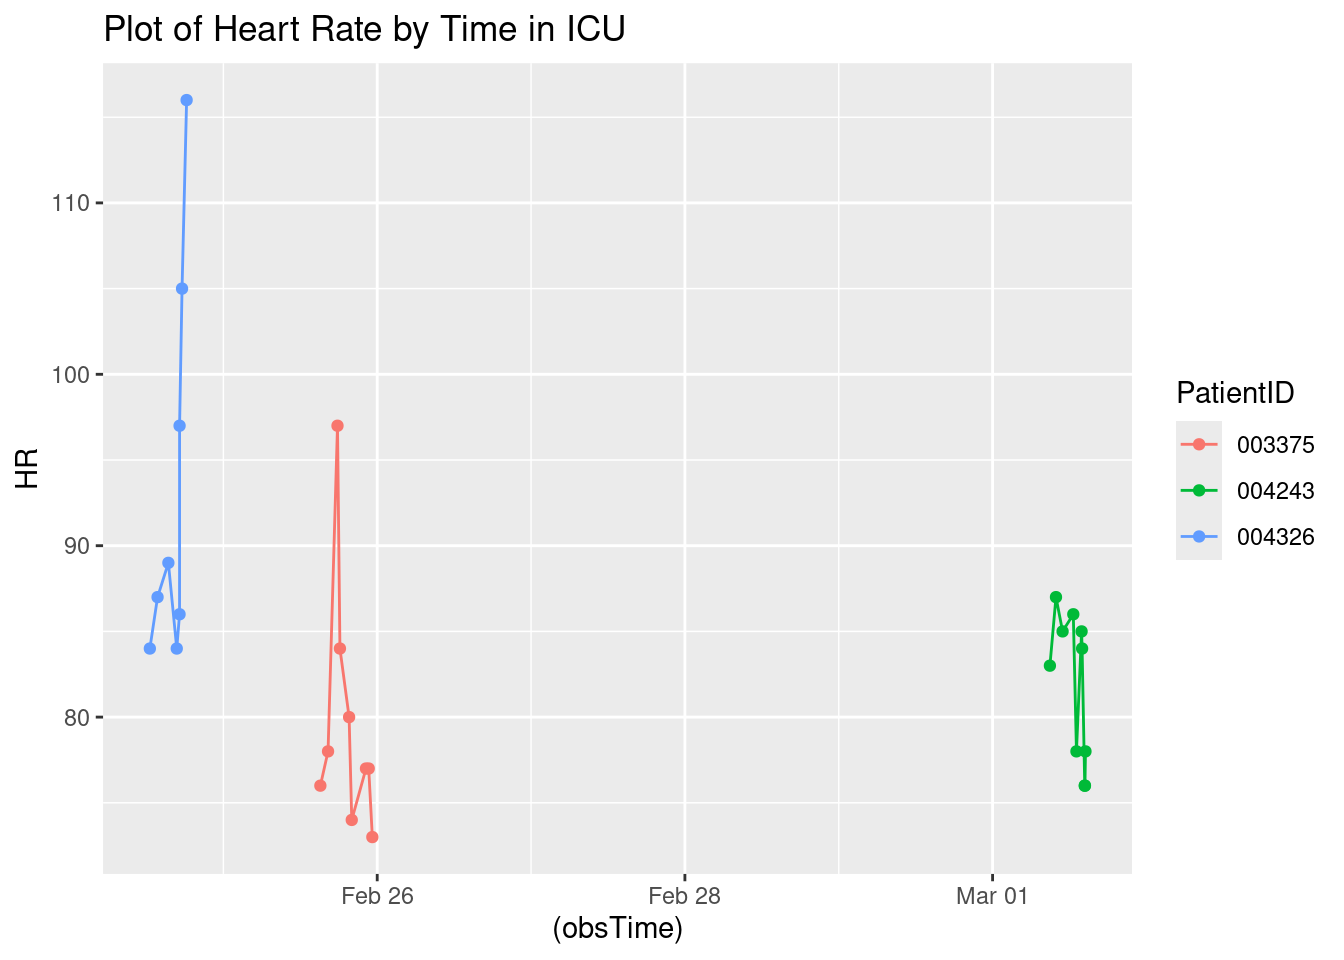 Plot of Heart Rate by Time in ICU
110
100
90
80
HR
Feb 26
Feb 28
Mar 01
(obsTime)
PatientID
003375
004243
004326